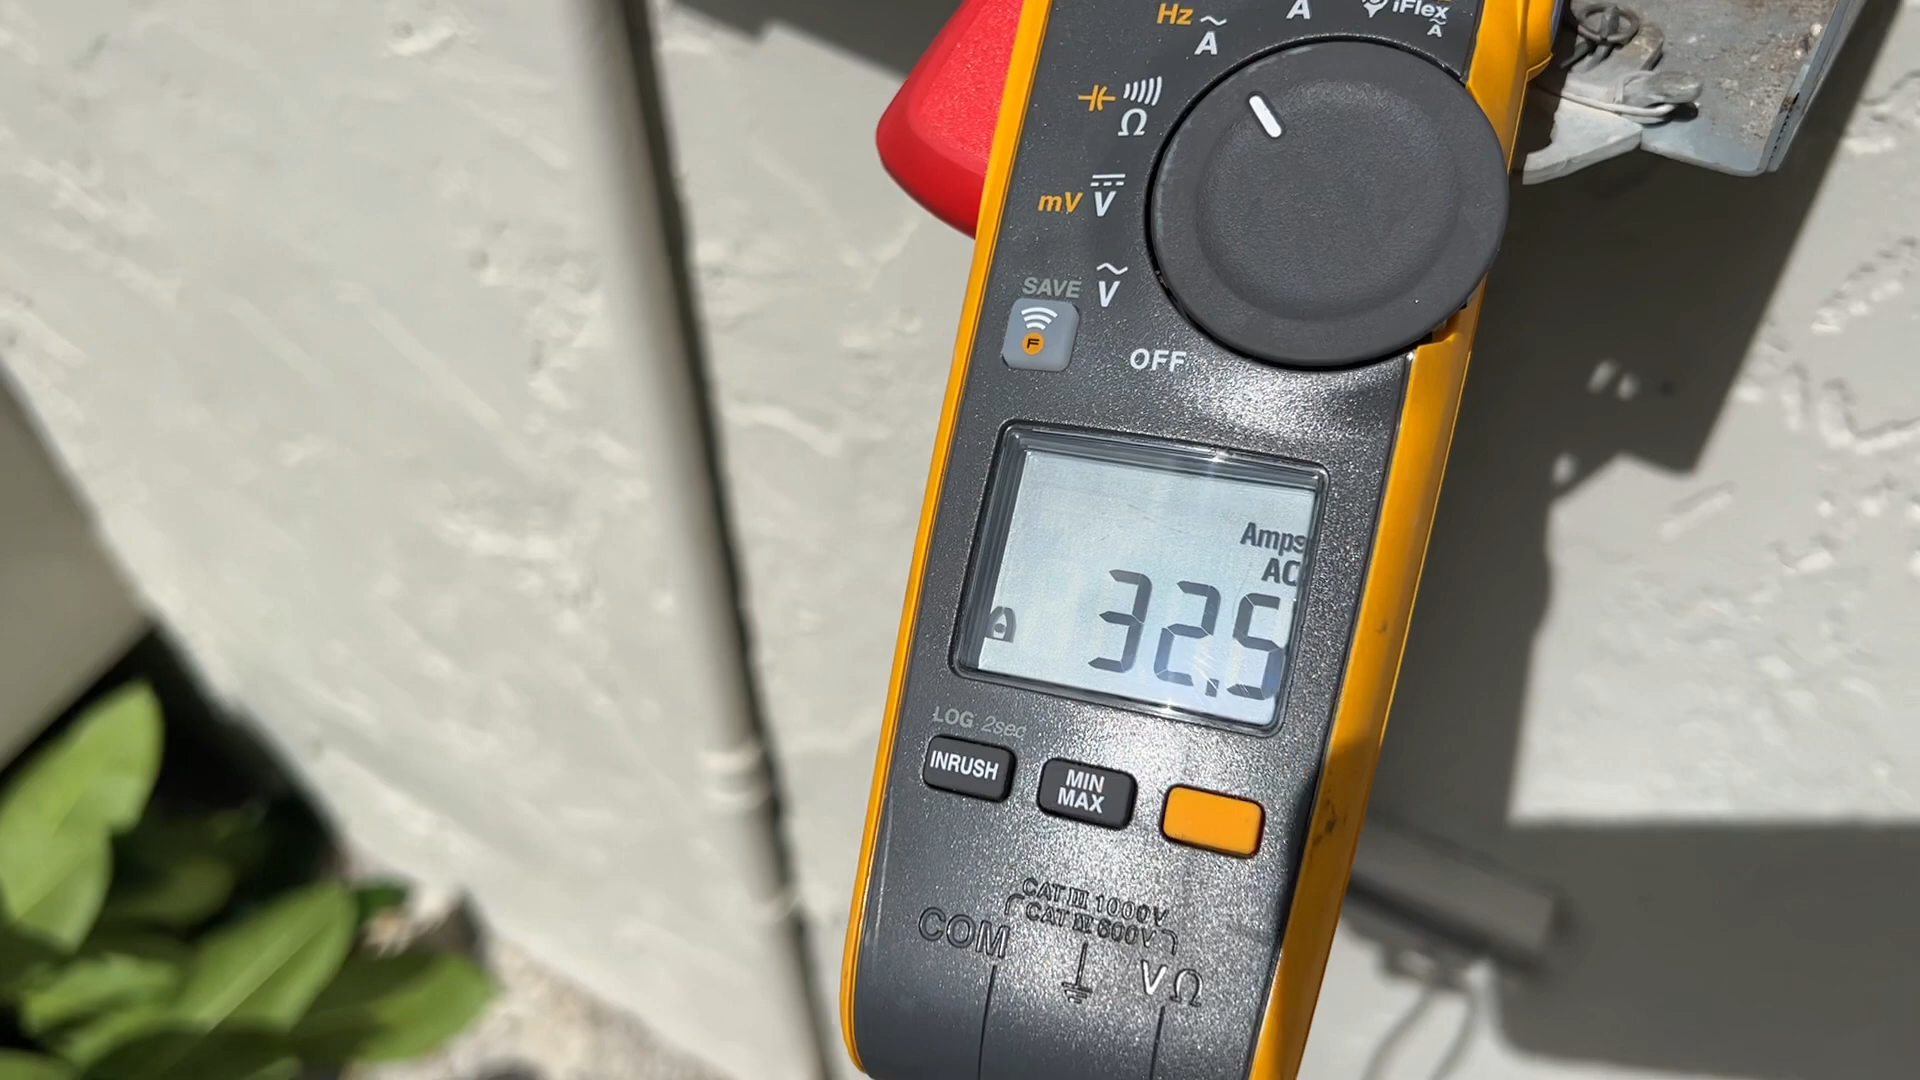 Hz A
A
iFlex
A
Ω
mV V
SAVE
V
F
OFF
Amps
AC
32.5
LOG 2sec
INRUSH
MIN
MAX
CAT III 1000V
CAT IV 600V
COM
V Ω